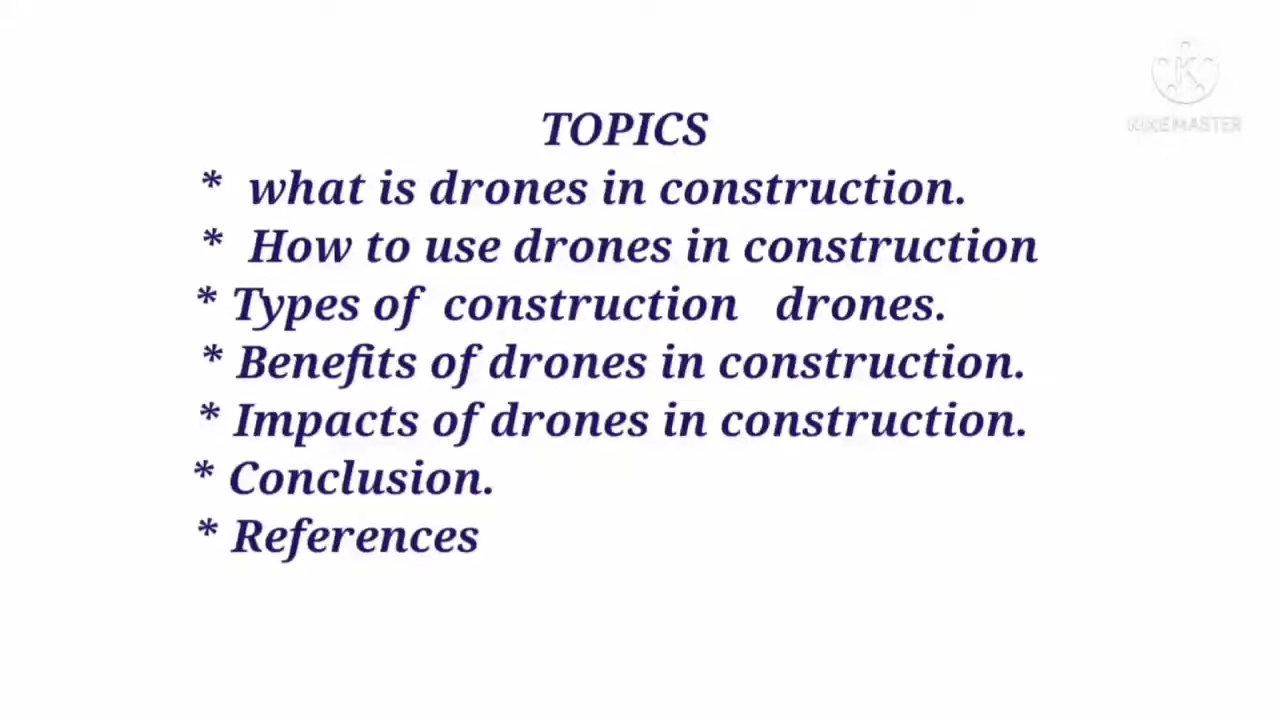 K
KINEMASTER
TOPICS
* what is drones in construction.
* How to use drones in construction
* Types of construction drones.
* Benefits of drones in construction.
* Impacts of drones in construction.
* Conclusion.
* References